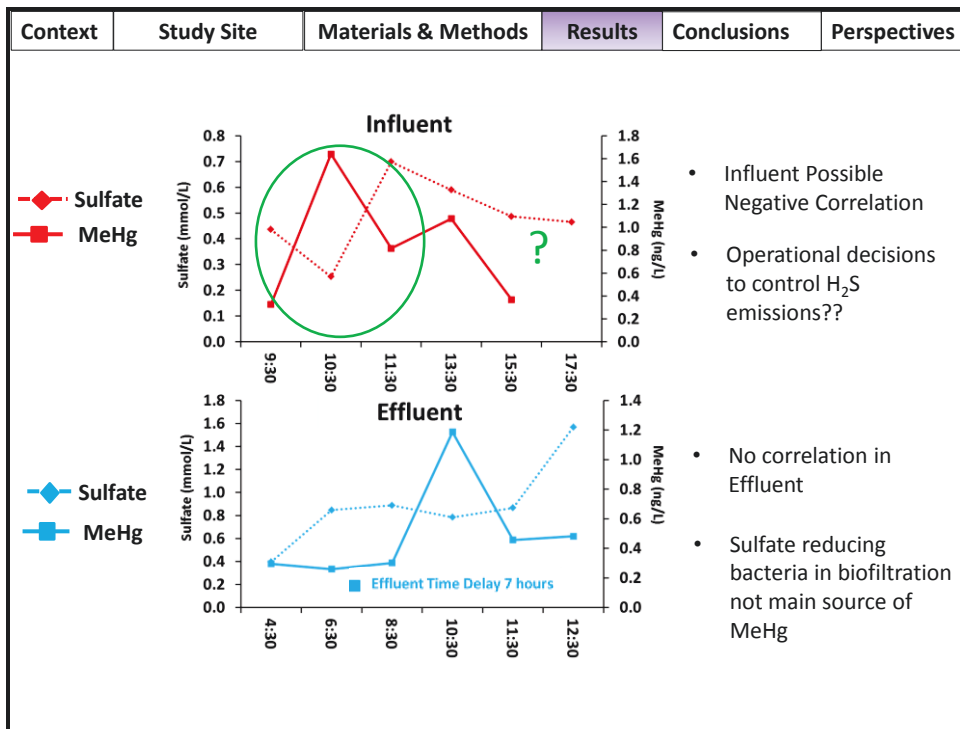 Context Study Site Materials & Methods Results Conclusions Perspectives
Influent
Sulfate
MeHg
Sulfate (mmol/L)
0.8
0.7
0.6
0.5
0.4
0.3
0.2
0.1
0.0
MeHg (ng/L)
1.8
1.6
1.4
1.2
1.0
0.8
0.6
0.4
0.2
0.0
?
9:30
10:30
11:30
13:30
15:30
17:30
• Influent Possible
Negative Correlation
• Operational decisions
to control H₂S
emissions??
Effluent
Sulfate
MeHg
Sulfate (mmol/L)
1.8
1.6
1.4
1.2
1.0
0.8
0.6
0.4
0.2
0.0
MeHg (ng/L)
1.4
1.2
1.0
0.8
0.6
0.4
0.2
0.0
Effluent Time Delay 7 hours
4:30
6:30
8:30
10:30
11:30
12:30
• No correlation in
Effluent
• Sulfate reducing
bacteria in biofiltration
not main source of
MeHg